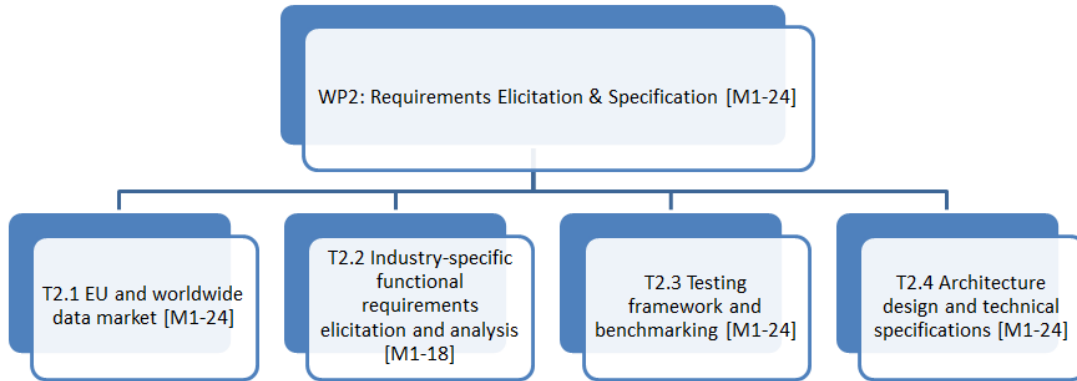 WP2: Requirements Elicitation & Specification [M1-24]
T2.1 EU and worldwide
data market [M1-24]
T2.2 Industry-specific
functional
requirements
elicitation and analysis
[M1-18]
T2.3 Testing
framework and
benchmarking [M1-24]
T2.4 Architecture
design and technical
specifications [M1-24]